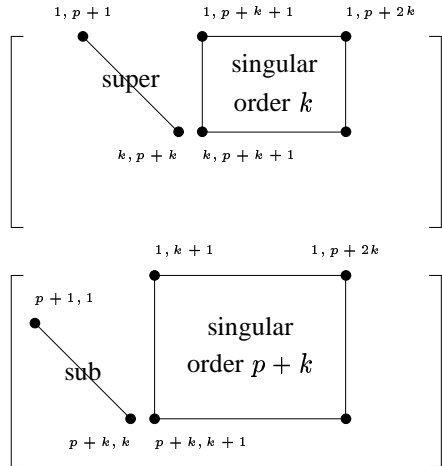 1, p + 1
1, p + k + 1
1, p + 2k
super
singular
order k
k, p + k
k, p + k + 1
1, k + 1
1, p + 2k
p + 1, 1
singular
order p + k
sub
p + k, k
p + k, k + 1